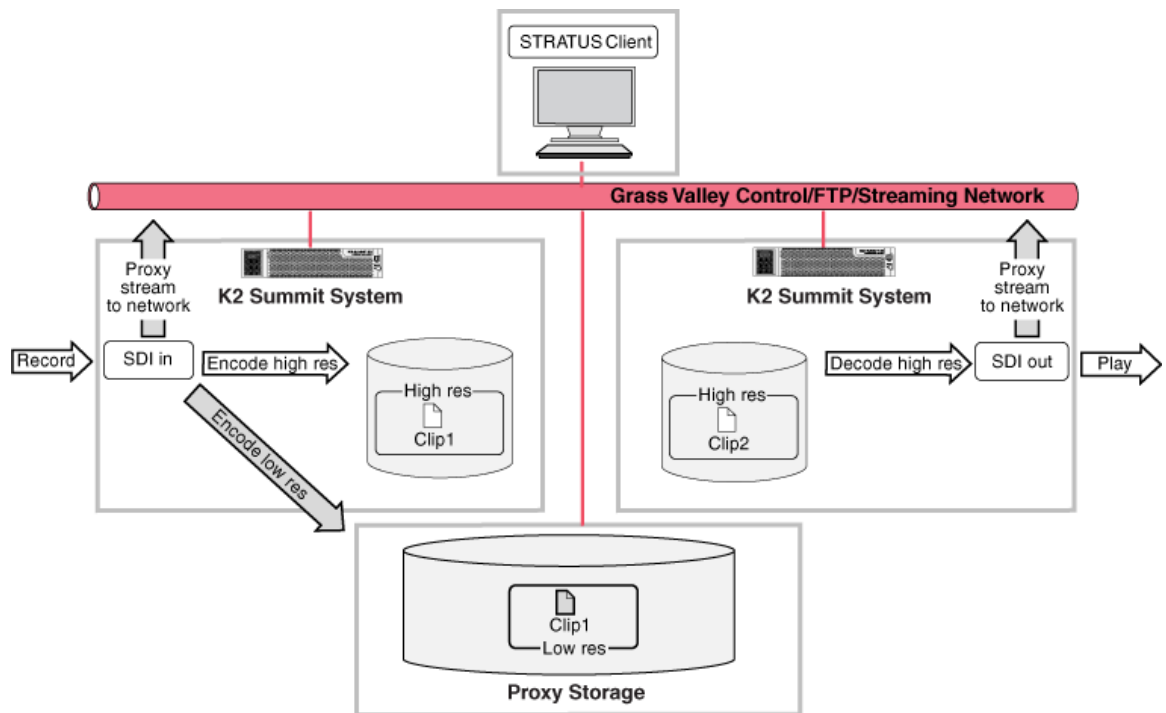 STRATUS Client
Grass Valley Control/FTP/Streaming Network
Proxy
stream
to network
K2 Summit System
Record
SDI in
Encode high res
High res
Clip1
Encode low res
K2 Summit System
Proxy
stream
to network
High res
Clip2
Decode high res
SDI out
Play
Clip1
Low res
Proxy Storage